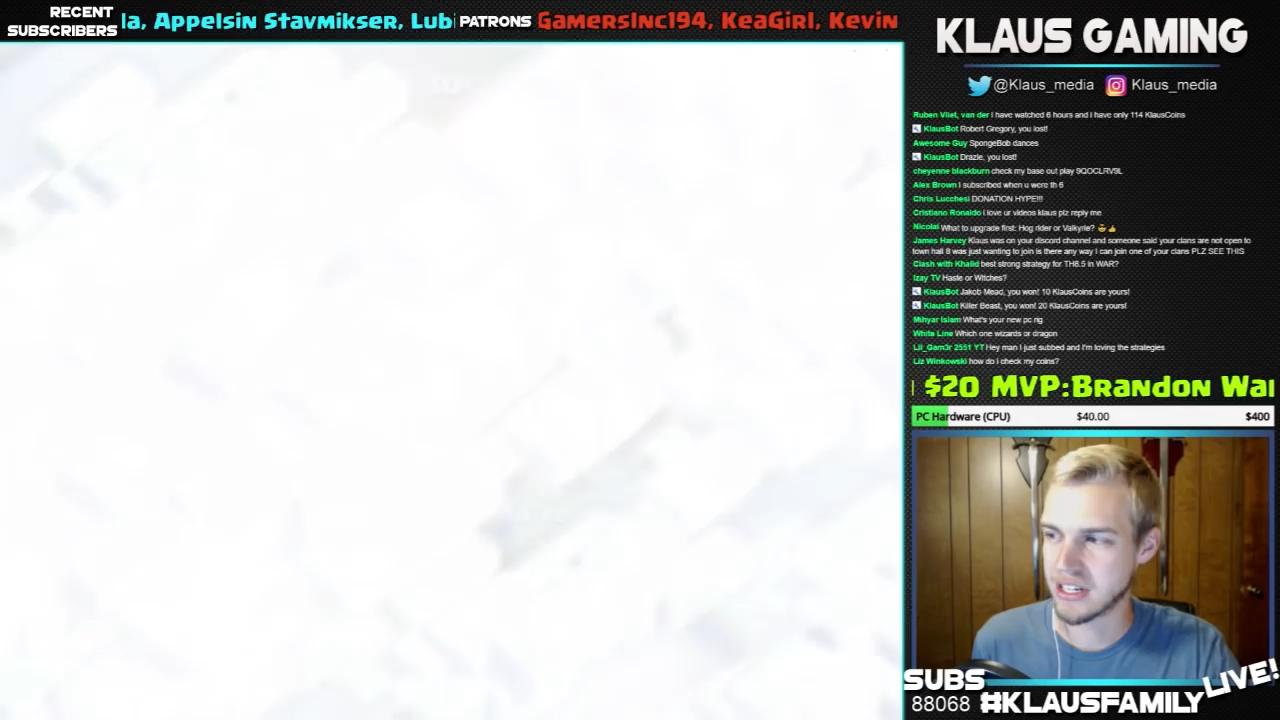 RECENT
SUBSCRIBERS
la, Appelsin Stavmikser, Lub
PATRONS
GamersInc194, KeaGirl, Kevin
KLAUS GAMING
@Klaus_media
Klaus_media
Ruben Vliet, van der I have watched 6 hours and I have only 114 KlausCoins
KlausBot Robert Gregory, you lost!
Awesome Guy SpongeBob dances
KlausBot Drazie, you lost!
cheyenne blackburn check my base out play 9QOCLRV9L
Alex Brown I subscribed when u were th 6
Chris Lucchesi DONATION HYPE!!!
Cristiano Ronaldo i love ur videos klaus plz reply me
Nicolai What to upgrade first: Hog rider or Valkyrie?
James Harvey Klaus was on your discord channel and someone said your clans are not open to
town hall 8 was just wanting to join is there any way I can join one of your clans PLZ SEE THIS
Clash with Khalid best strong strategy for TH8.5 in WAR?
Izay TV Haste or Witches?
KlausBot Jakob Mead, you won! 10 KlausCoins are yours!
KlausBot Killer Beast, you won! 20 KlausCoins are yours!
Mihyar Islam What's your new pc rig
White Line Which one wizards or dragon
Lil_Gam3r 2551 YT Hey man I just subbed and I'm loving the strategies
Liz Winkowski how do I check my coins?
$20 MVP:Brandon Wa
PC Hardware (CPU) $40.00 $400
SUBS
88068
#KLAUSFAMILY
LIVE!